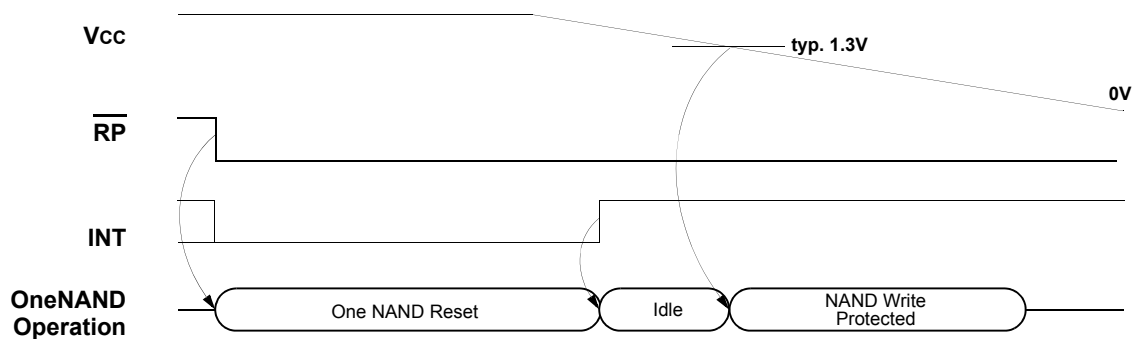 Vcc
typ. 1.3V
0V
RP
INT
OneNAND
Operation
One NAND Reset
Idle
NAND Write
Protected